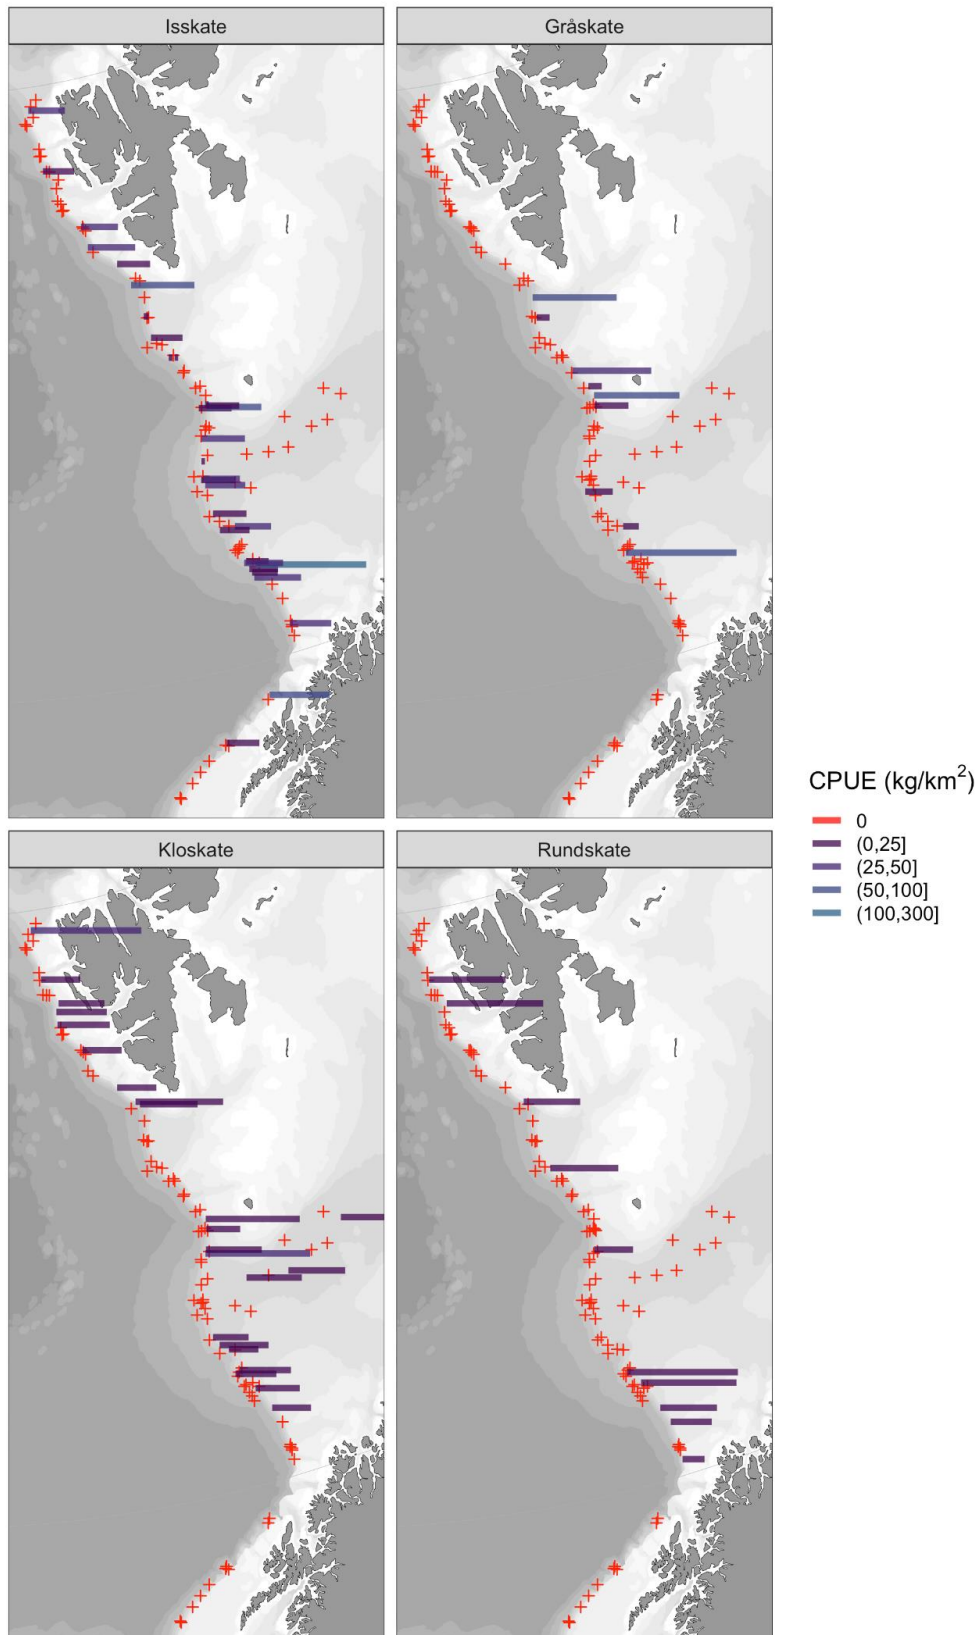 Isskate
Gråskate
Kloskate
Rundskate
CPUE (kg/km²)
0
(0,25]
(25,50]
(50,100]
(100,300]